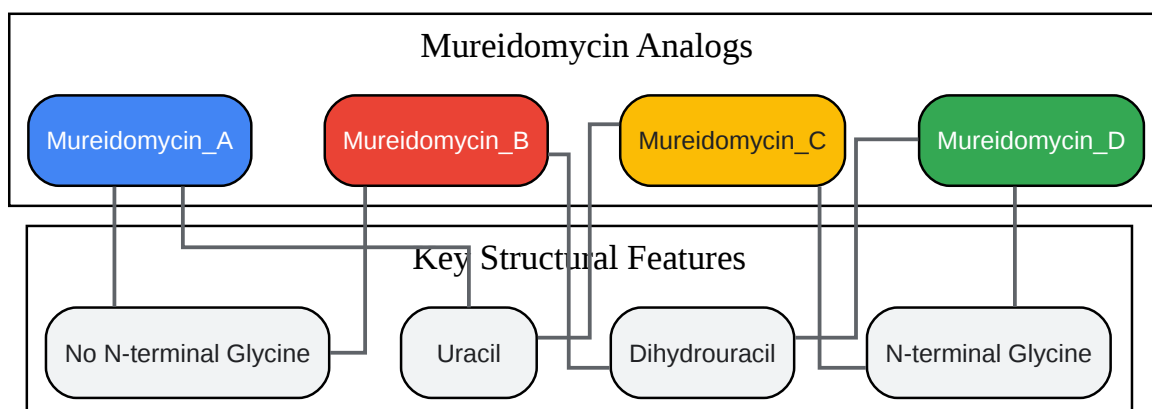 Mureidomycin Analogs
Mureidomycin_A
Mureidomycin_B
Mureidomycin_C
Mureidomycin_D
Key Structural Features
No N-terminal Glycine
Uracil
Dihydrouracil
N-terminal Glycine